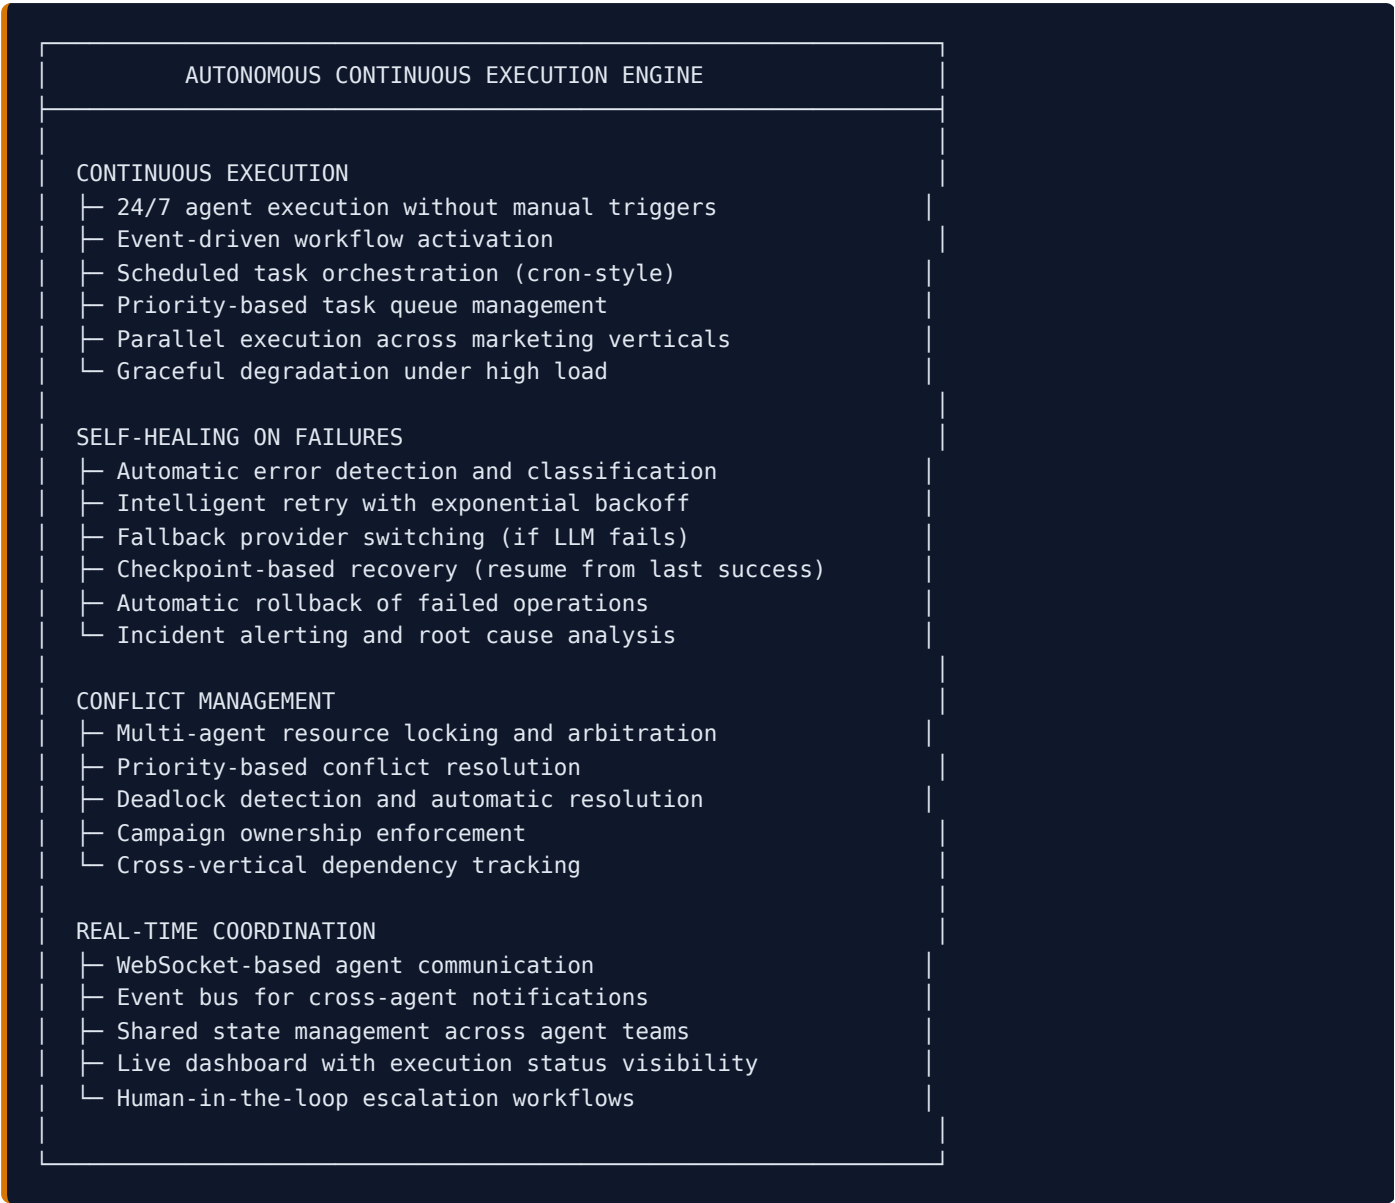 AUTONOMOUS CONTINUOUS EXECUTION ENGINE
CONTINUOUS EXECUTION
├─ 24/7 agent execution without manual triggers
├─ Event-driven workflow activation
├─ Scheduled task orchestration (cron-style)
├─ Priority-based task queue management
├─ Parallel execution across marketing verticals
└─ Graceful degradation under high load
SELF-HEALING ON FAILURES
├─ Automatic error detection and classification
├─ Intelligent retry with exponential backoff
├─ Fallback provider switching (if LLM fails)
├─ Checkpoint-based recovery (resume from last success)
├─ Automatic rollback of failed operations
└─ Incident alerting and root cause analysis
CONFLICT MANAGEMENT
├─ Multi-agent resource locking and arbitration
├─ Priority-based conflict resolution
├─ Deadlock detection and automatic resolution
├─ Campaign ownership enforcement
└─ Cross-vertical dependency tracking
REAL-TIME COORDINATION
├─ WebSocket-based agent communication
├─ Event bus for cross-agent notifications
├─ Shared state management across agent teams
├─ Live dashboard with execution status visibility
└─ Human-in-the-loop escalation workflows